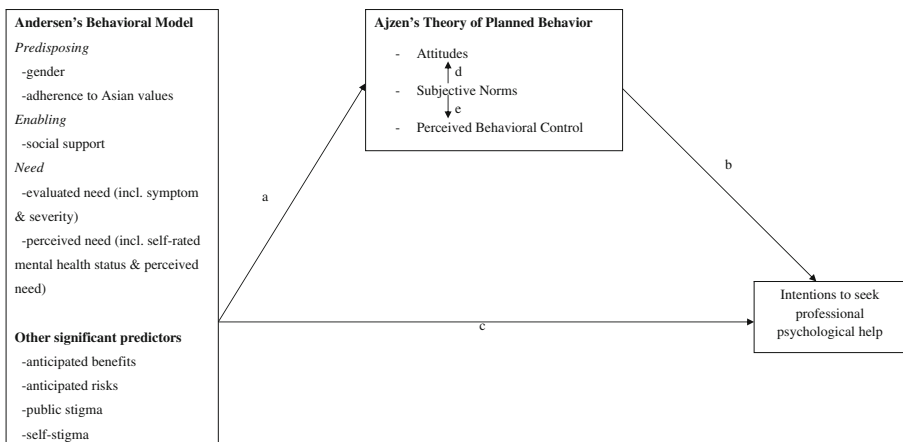 Andersen's Behavioral Model
Predisposing
-gender
-adherence to Asian values
Enabling
-social support
Need
-evaluated need (incl. symptom
& severity)
-perceived need (incl. self-rated
mental health status & perceived
need)
Other significant predictors
-anticipated benefits
-anticipated risks
-public stigma
-self-stigma
a
Ajzen's Theory of Planned Behavior
- Attitudes
d
- Subjective Norms
e
- Perceived Behavioral Control
b
c
Intentions to seek
professional
psychological help